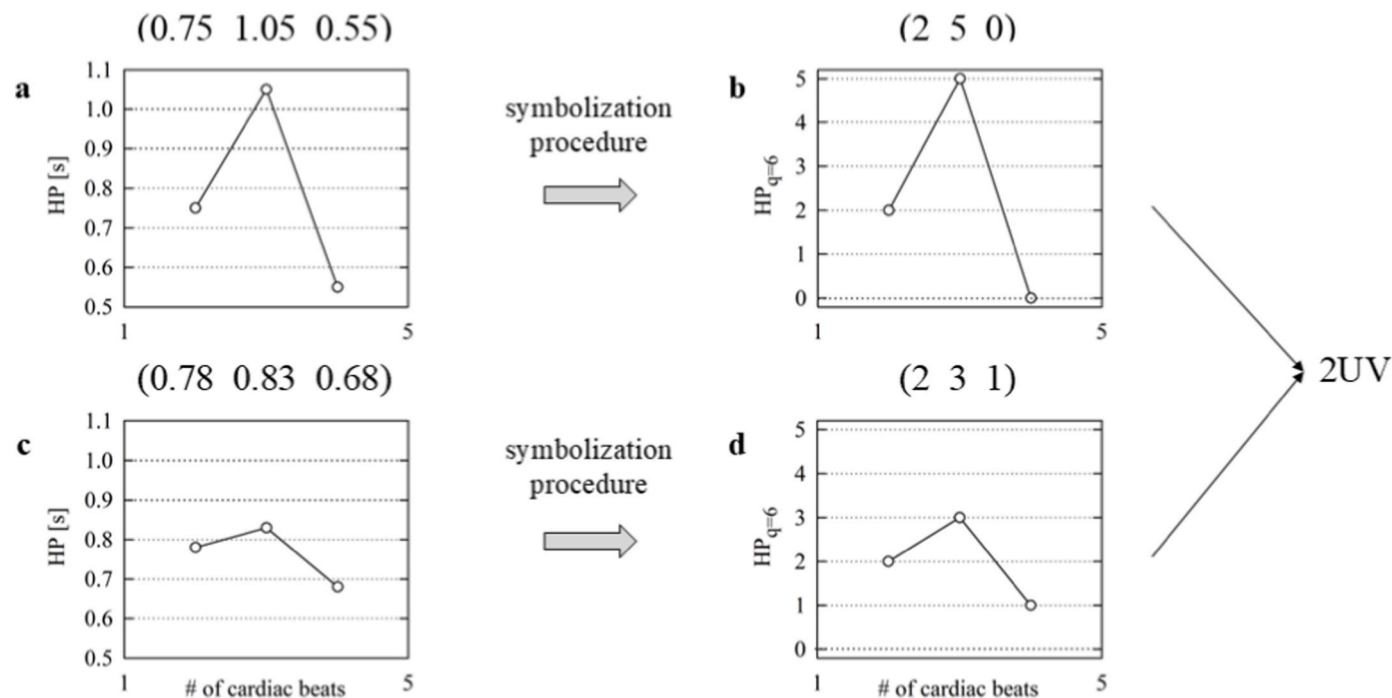 (0.75 1.05 0.55)
(2 5 0)
a
HP [s]
1.1
1.0
0.9
0.8
0.7
0.6
0.5
1
5
symbolization
procedure
b
HPq=6
5
4
3
2
1
0
1
5
2UV
(0.78 0.83 0.68)
(2 3 1)
c
HP [s]
1.1
1.0
0.9
0.8
0.7
0.6
0.5
1 # of cardiac beats 5
symbolization
procedure
d
HPq=6
5
4
3
2
1
0
1 # of cardiac beats 5